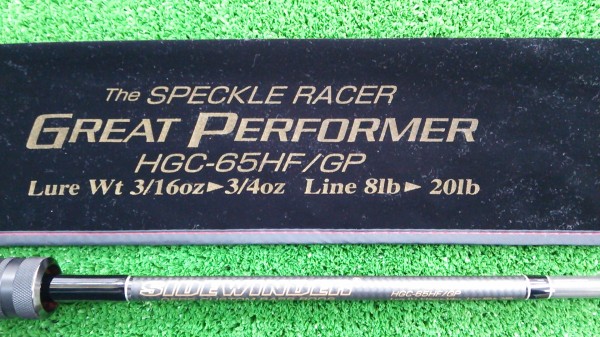 The SPECKLE RACER
GREAT PERFORMER
HGC-65HF/GP
Lure Wt 3/16oz►3/4oz Line 8lb► 20lb
SIDEWINDER HGC-65HF/GP